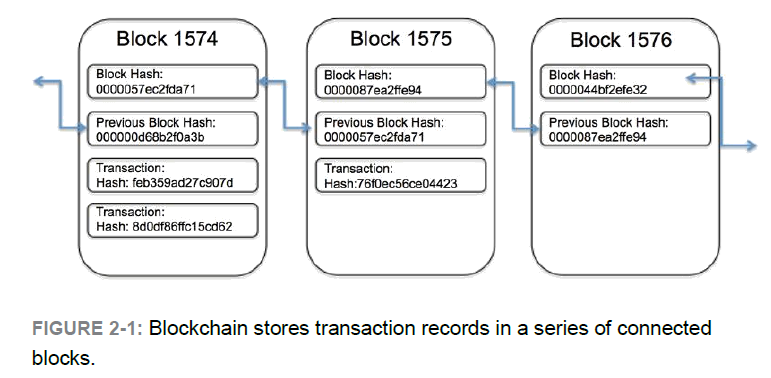 Block 1574
Block Hash:
0000057ec2fda71
Previous Block Hash:
000000d68b2f0a3b
Transaction:
Hash: feb359ad27c907d
Transaction:
Hash: 8d0df86ffc15cd62
Block 1575
Block Hash:
0000087ea2ffe94
Previous Block Hash:
0000057ec2fda71
Transaction:
Hash:76f0ec56ce04423
Block 1576
Block Hash:
0000044bf2efe32
Previous Block Hash:
0000087ea2ffe94
FIGURE 2-1: Blockchain stores transaction records in a series of connected
blocks.